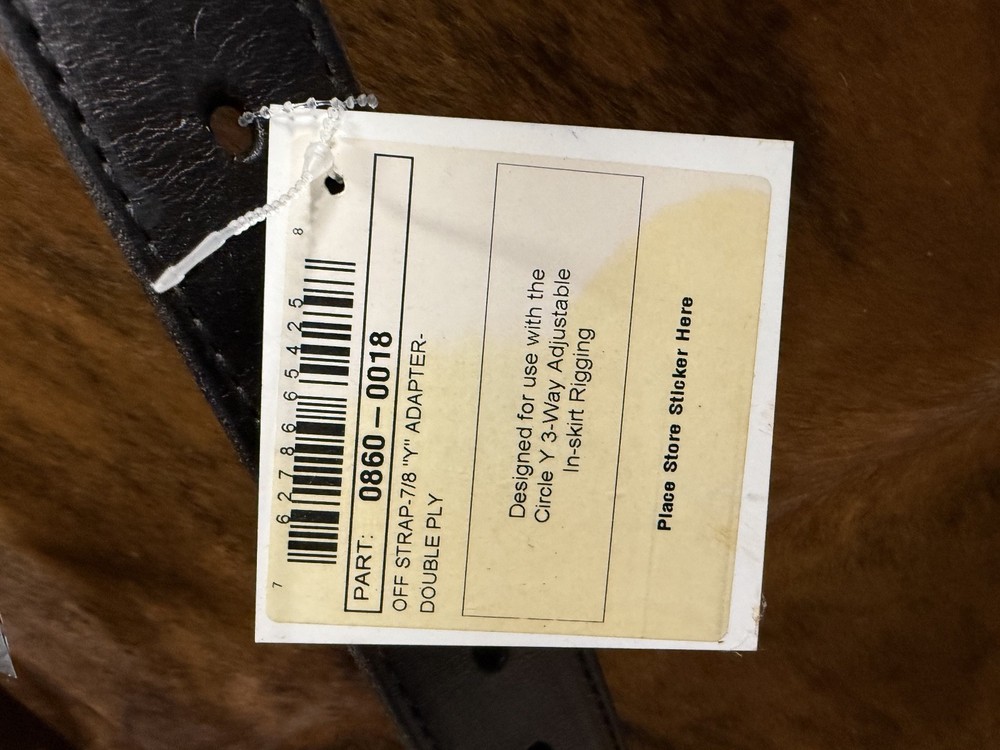 7 62786 65425 8
PART: 0860-0018
OFF STRAP-7/8 "Y" ADAPTER-
DOUBLE PLY
Designed for use with the
Circle Y 3-Way Adjustable
In-skirt Rigging
Place Store Sticker Here